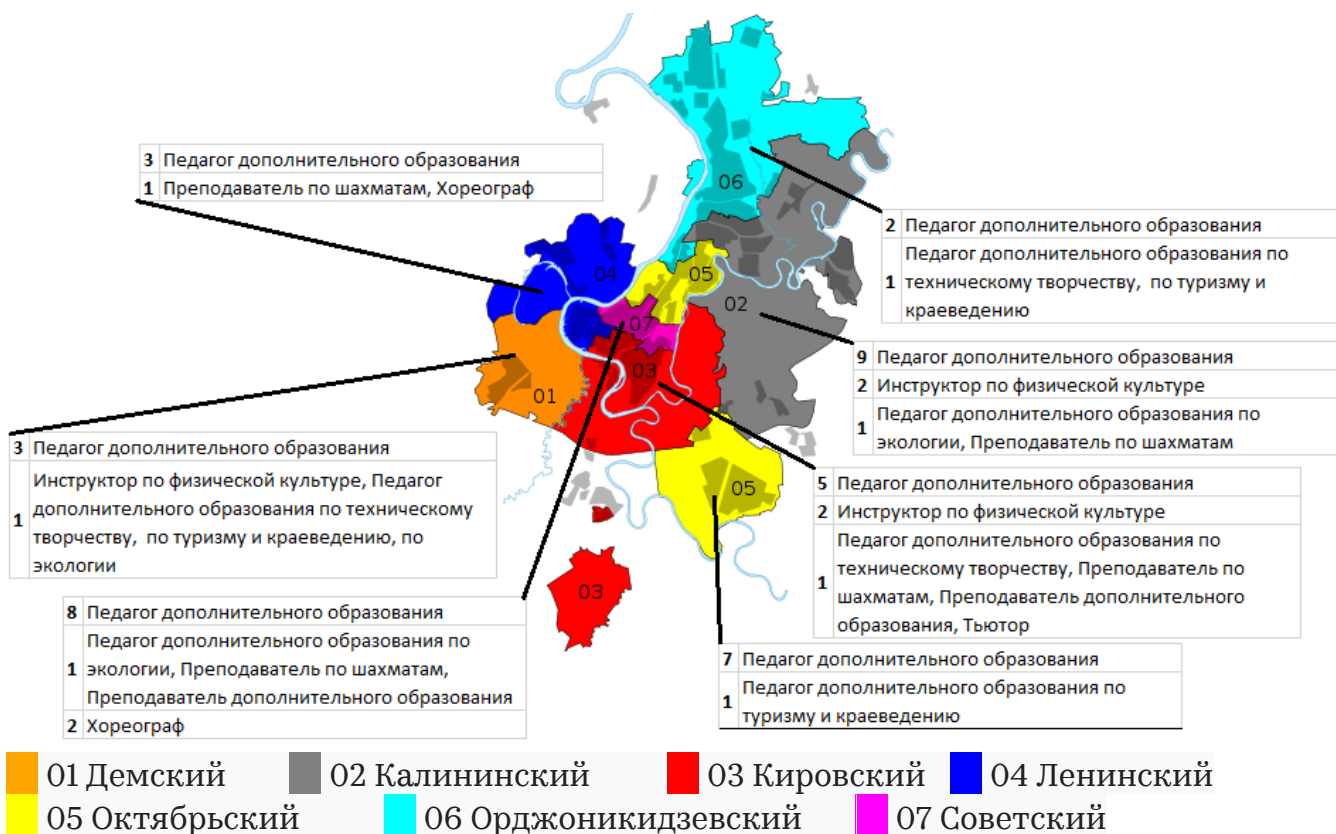 3 Педагог дополнительного образования
1 Преподаватель по шахматам, Хореограф
06
2 Педагог дополнительного образования
Педагог дополнительного образования по
1 техническому творчеству, по туризму и
краеведению
04
05
02
07
03
01
9 Педагог дополнительного образования
2 Инструктор по физической культуре
1 Педагог дополнительного образования по
экологии, Преподаватель по шахматам
3 Педагог дополнительного образования
Инструктор по физической культуре, Педагог
1 дополнительного образования по техническому
творчеству, по туризму и краеведению, по
экологии
5 Педагог дополнительного образования
2 Инструктор по физической культуре
Педагог дополнительного образования по
техническому творчеству, Преподаватель по
1 шахматам, Преподаватель дополнительного
образования, Тьютор
05
03
8 Педагог дополнительного образования
Педагог дополнительного образования по
1 экологии, Преподаватель по шахматам,
Преподаватель дополнительного образования
2 Хореограф
7 Педагог дополнительного образования
1 Педагог дополнительного образования по
туризму и краеведению
01 Демский 02 Калининский 03 Кировский 04 Ленинский
05 Октябрьский 06 Орджоникидзевский 07 Советский